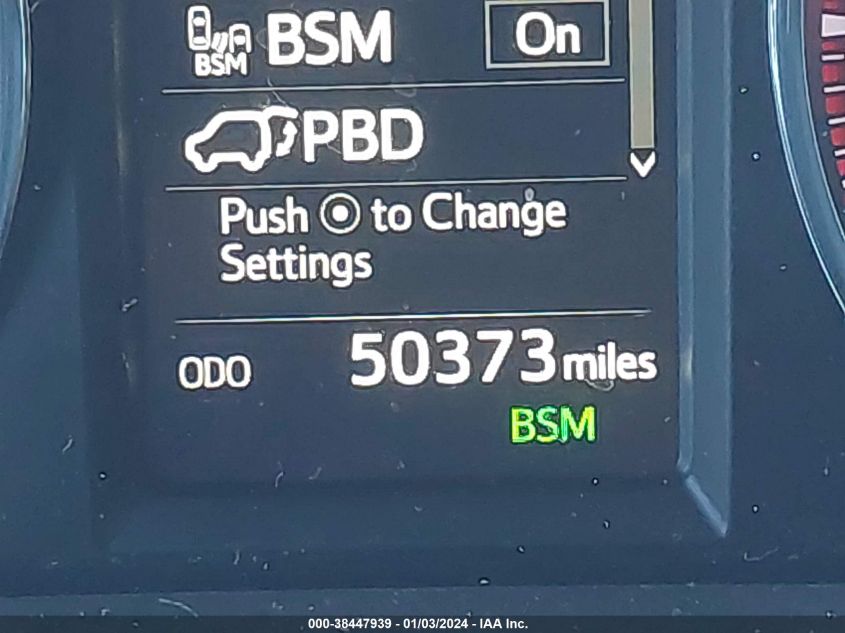 BSM BSM On
PBD
Push to Change
Settings
ODO 50373 miles
BSM
000-38447939 - 01/03/2024 - IAA Inc.